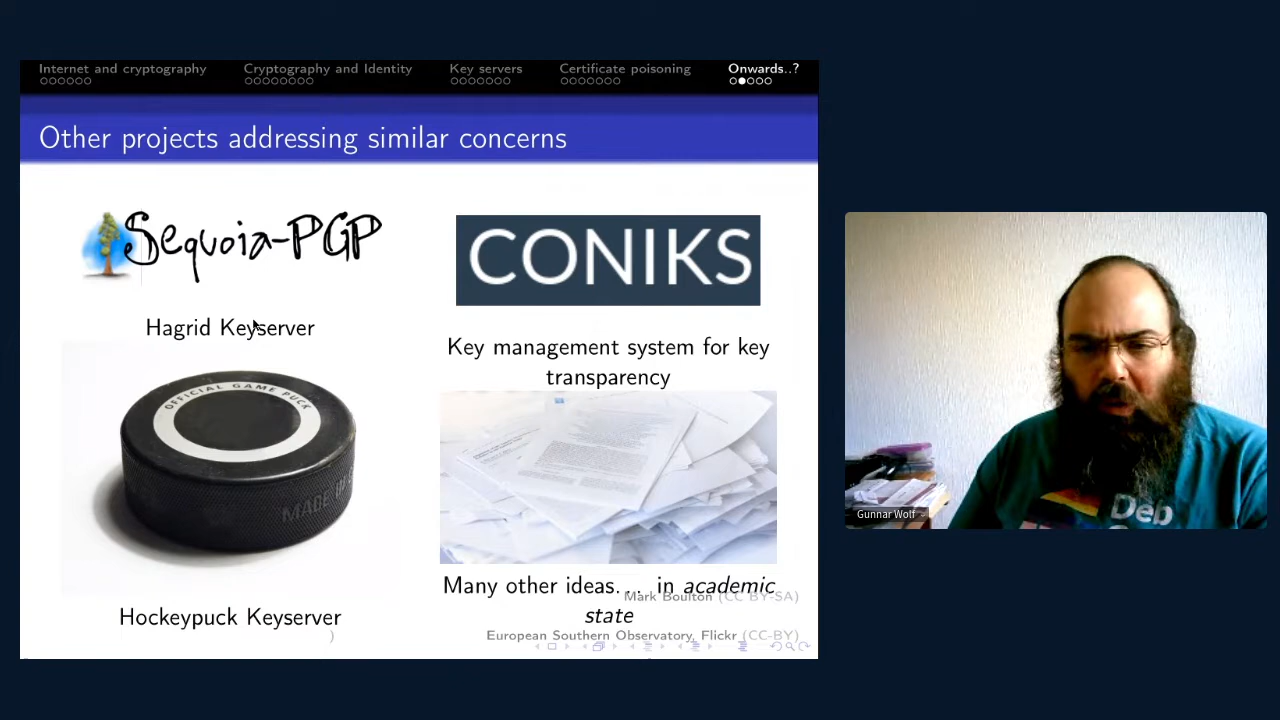 Internet and cryptography
Cryptography and Identity
Key servers
Certificate poisoning
Onwards..?
Other projects addressing similar concerns
Sequoia-PGP
CONIKS
Hagrid Keyserver
Key management system for key
transparency
OFFICIAL GAME PUCK
MADE IN
Many other ideas... in academic
Mark Boulton (CC BY-SA)
state
Hockeypuck Keyserver
)
European Southern Observatory, Flickr (CC-BY)
Gunnar Wolf
Deb